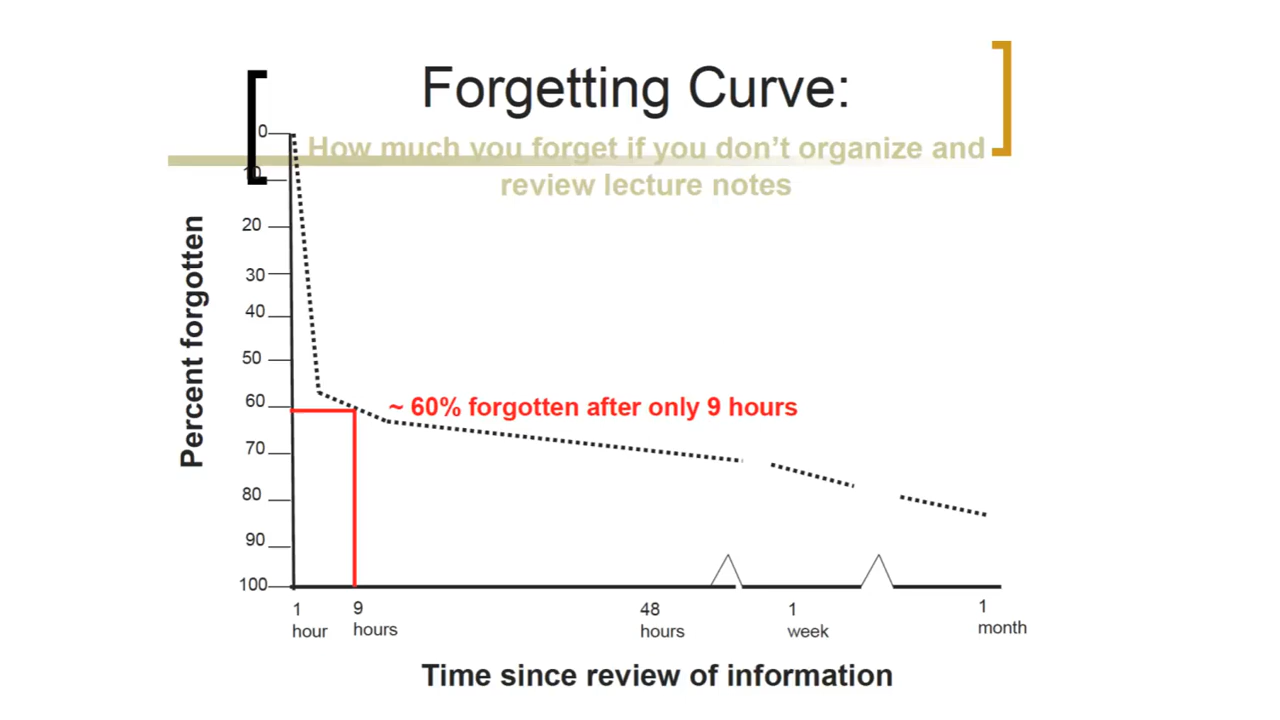 Forgetting Curve:
How much you forget if you don't organize and
review lecture notes
Percent forgotten
0
10
20
30
40
50
60
70
80
90
100
~ 60% forgotten after only 9 hours
1
hour
9
hours
48
hours
1
week
1
month
Time since review of information